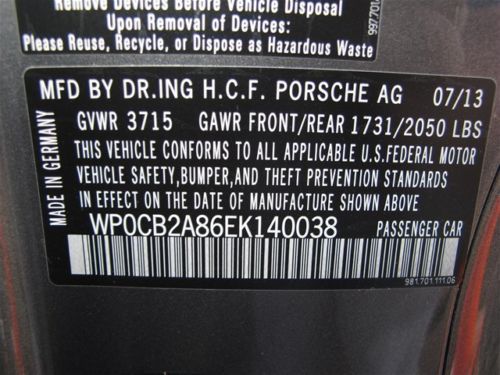 Remove Devices Before Vehicle Disposal
Upon Removal of Devices:
Please Reuse, Recycle, or Dispose as Hazardous Waste
997.701.
MFD BY DR.ING H.C.F. PORSCHE AG 07/13
GVWR 3715 GAWR FRONT/REAR 1731/2050 LBS
THIS VEHICLE CONFORMS TO ALL APPLICABLE U.S.FEDERAL MOTOR
VEHICLE SAFETY,BUMPER,AND THEFT PREVENTION
STANDARDS IN EFFECT ON DATE OF MANUFACTURE SHOWN ABOVE
WP0CB2A86EK140038 PASSENGER CAR
MADE IN GERMANY
981.701.111.06